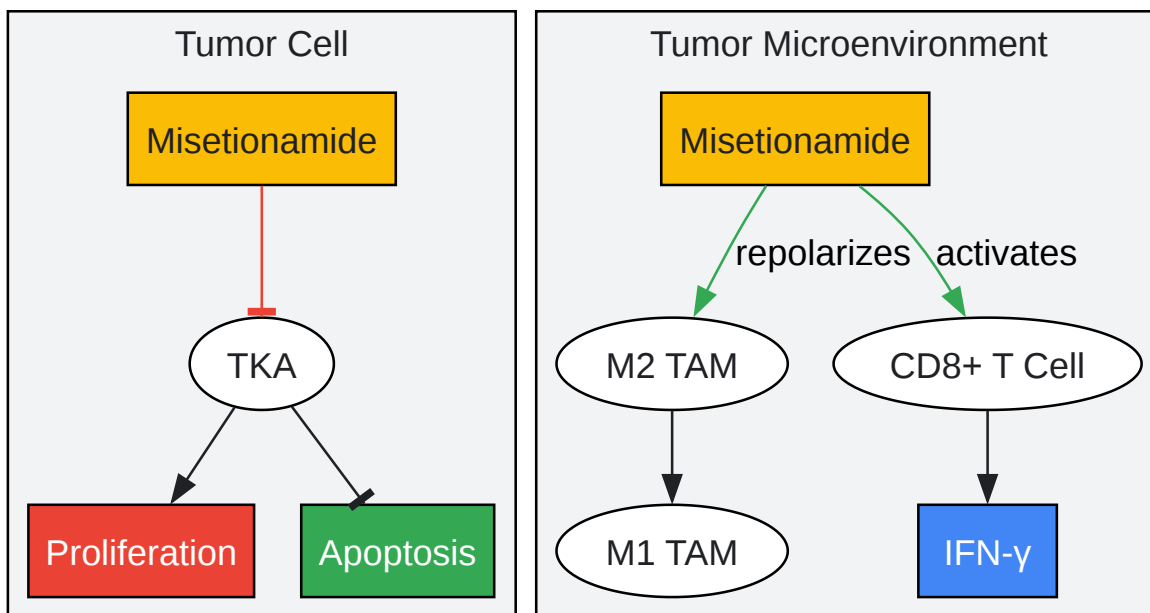 Tumor Cell
Misetionamide
TKA
Proliferation
Apoptosis
Tumor Microenvironment
Misetionamide
repolarizes
activates
M2 TAM
CD8+ T Cell
M1 TAM
IFN-γ